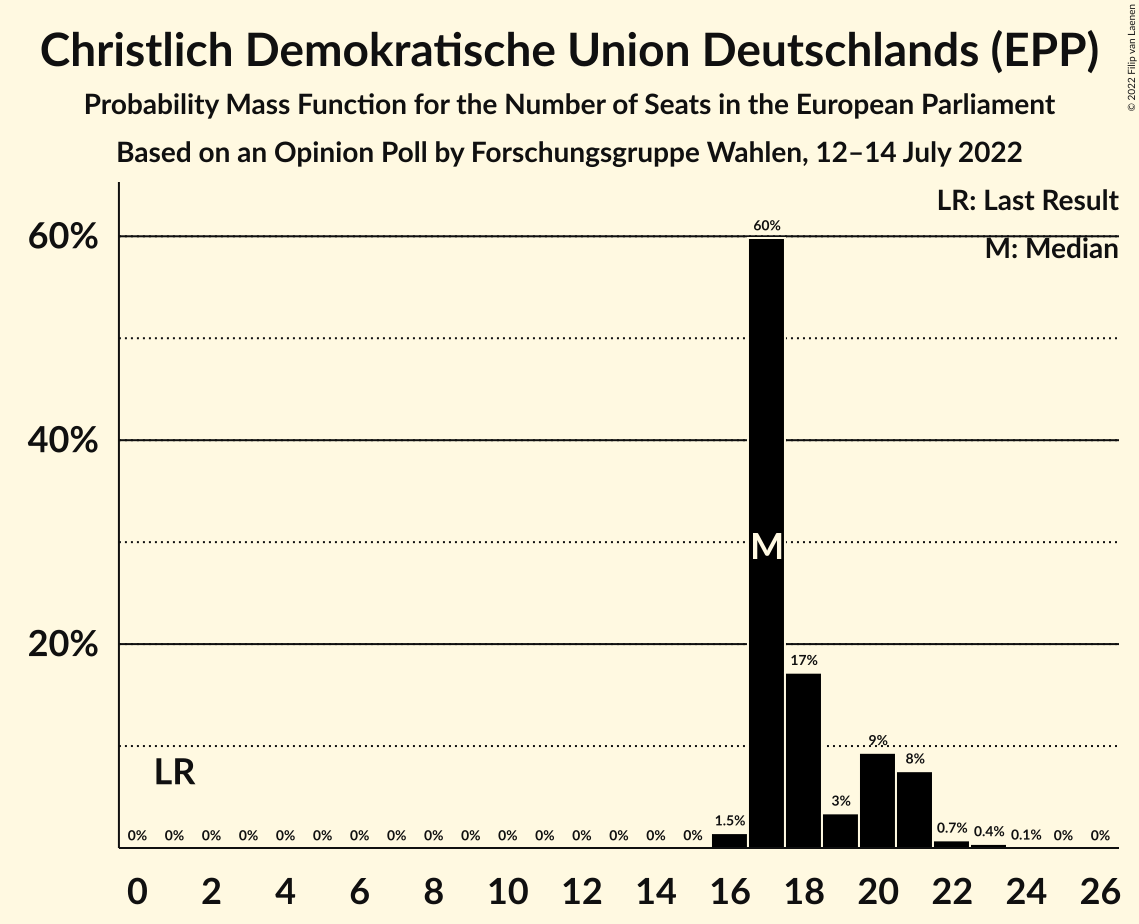 Christlich Demokratische Union Deutschlands (EPP)
Probability Mass Function for the Number of Seats in the European Parliament
Based on an Opinion Poll by Forschungsgruppe Wahlen, 12–14 July 2022
© 2022 Filip van Laenen
LR: Last Result
M: Median
60%
40%
20%
60%
M
17%
9%
8%
3%
LR
0% 0% 0% 0% 0% 0% 0% 0% 0% 0% 0% 0% 0% 0% 0% 0% 1.5% 0.7% 0.4% 0.1% 0% 0%
0 2 4 6 8 10 12 14 16 18 20 22 24 26